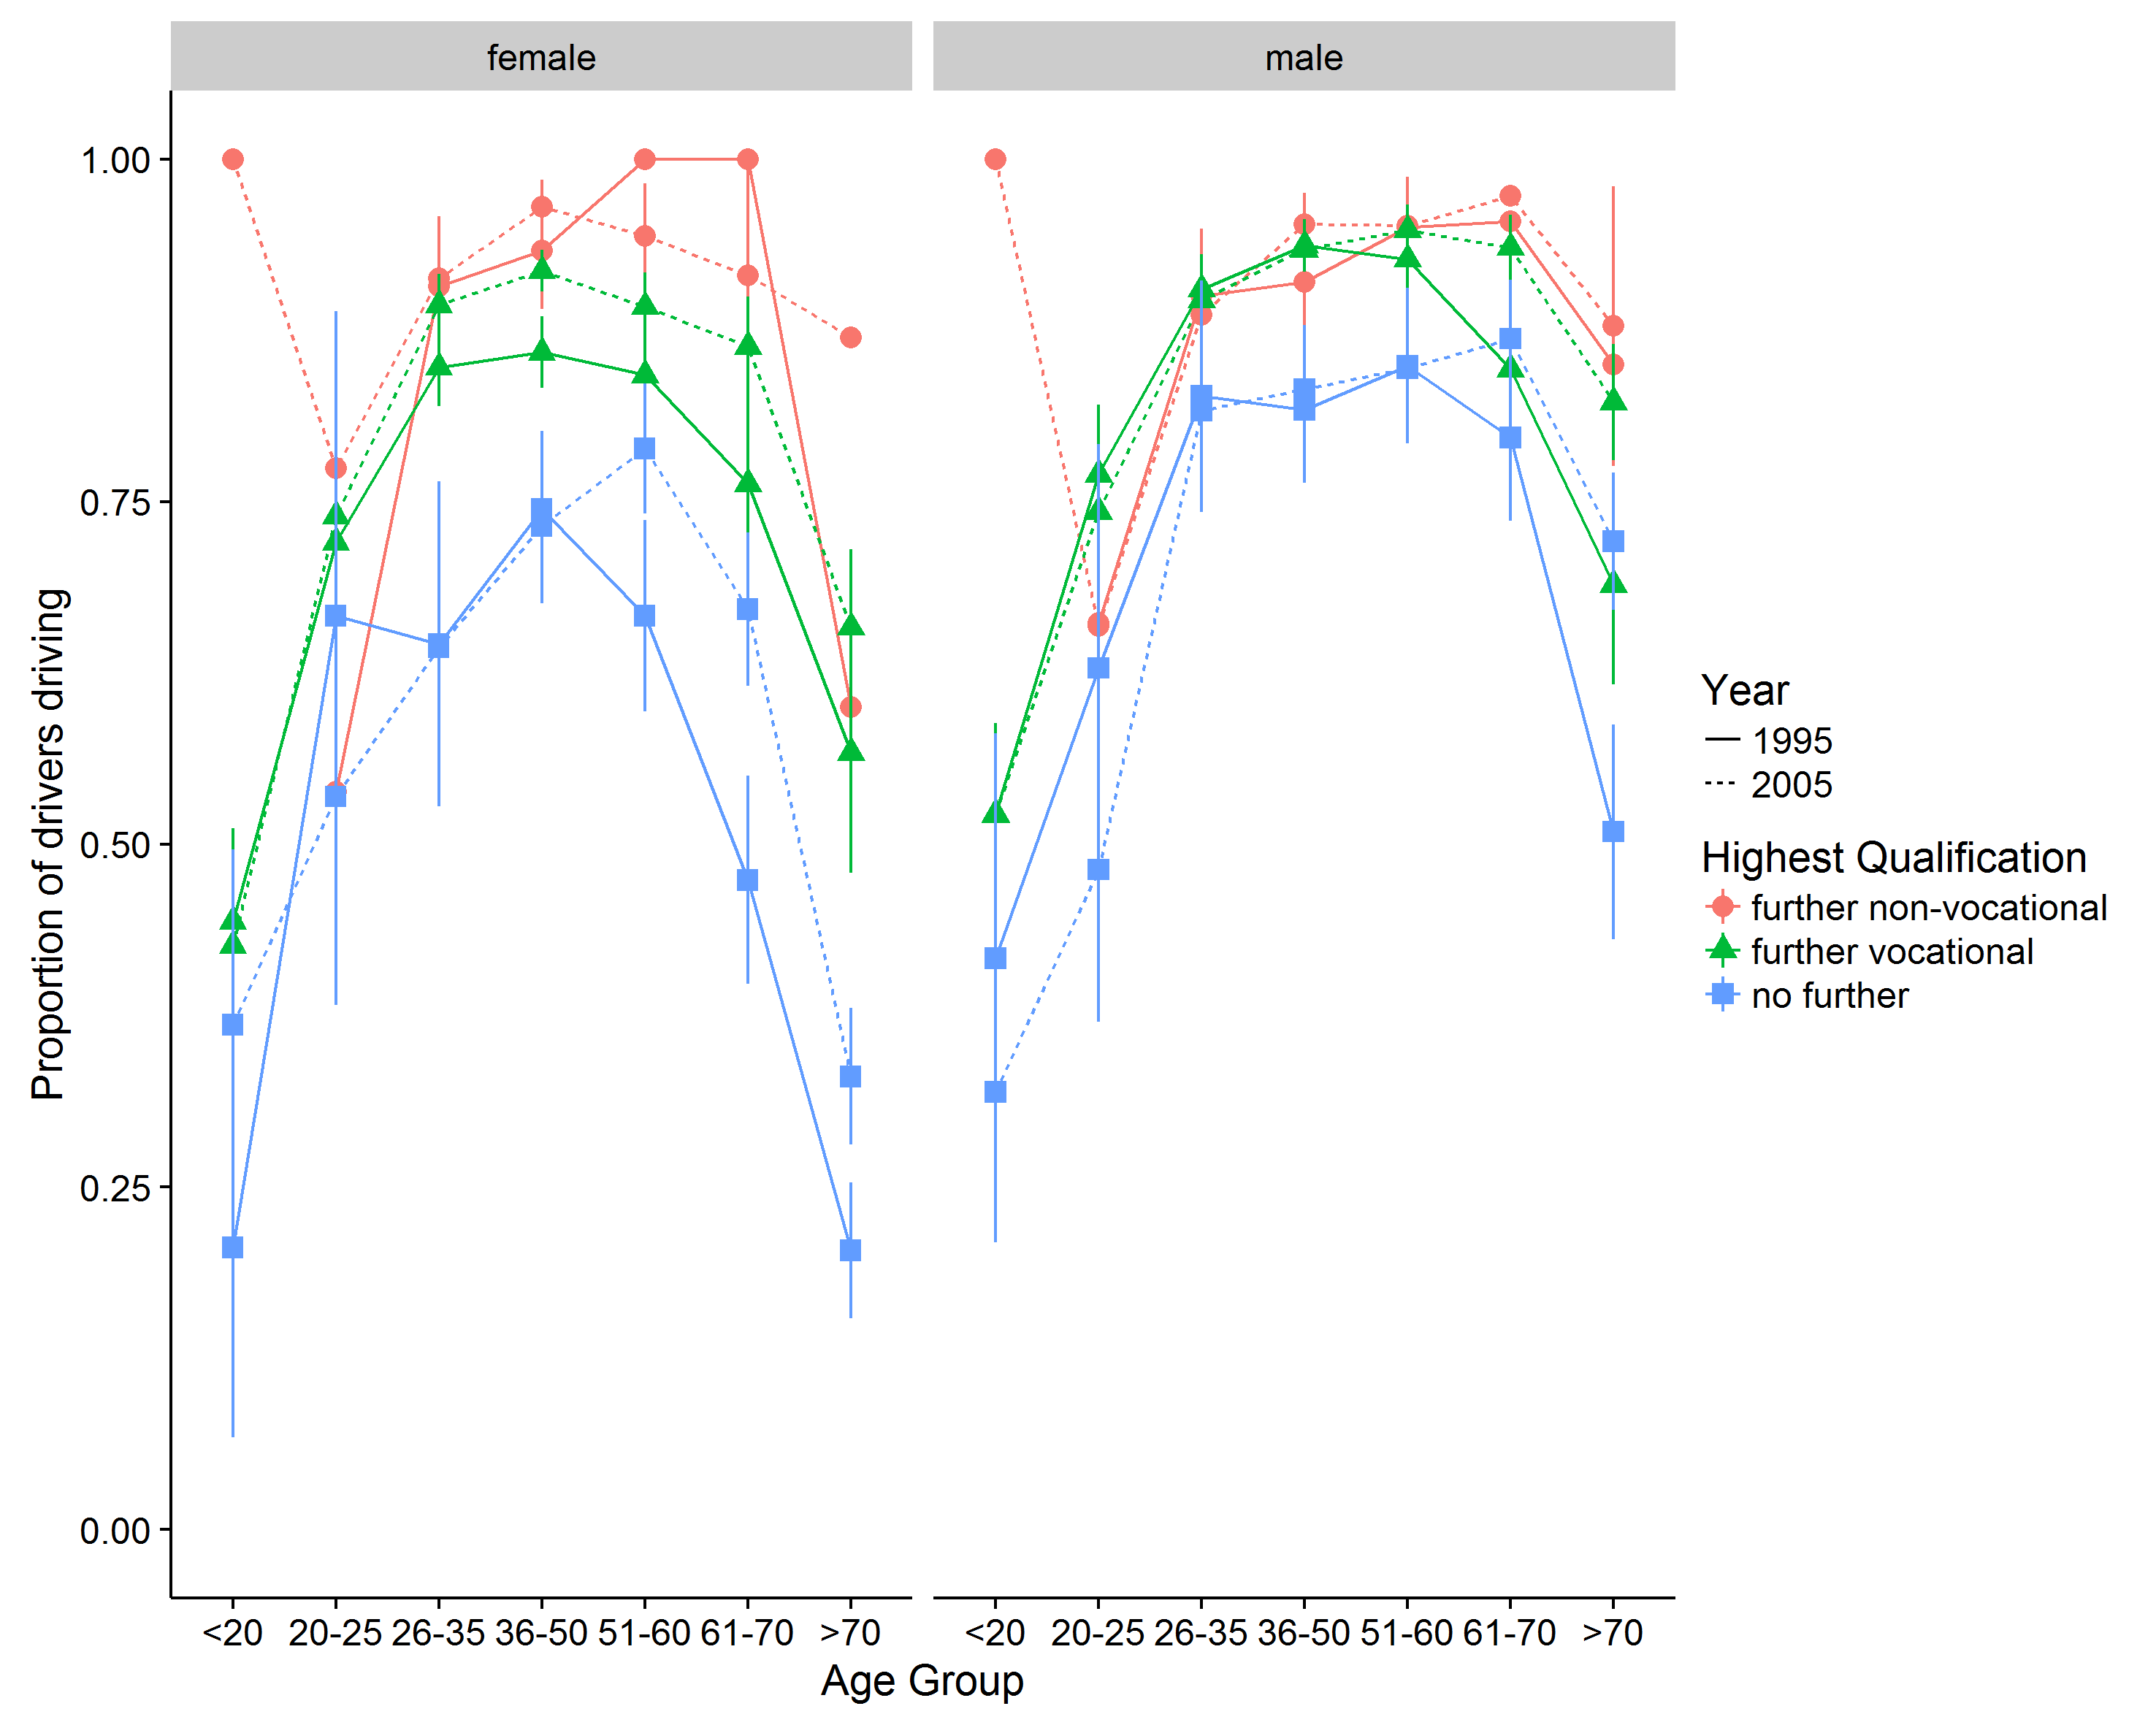 female male
1.00
0.75
0.50
0.25
0.00
Proportion of drivers driving
<20 20-25 26-35 36-50 51-60 61-70 >70 <20 20-25 26-35 36-50 51-60 61-70 >70
Age Group
Year
1995
2005
Highest Qualification
further non-vocational
further vocational
no further